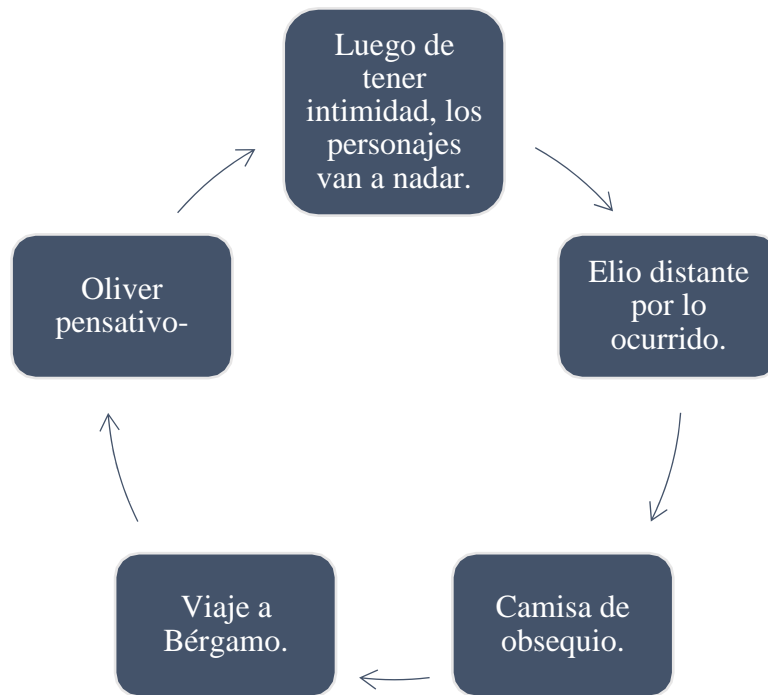 Luego de
tener
intimidad, los
personajes
van a nadar.
Elio distante
por lo
ocurrido.
Camisa de
obsequio.
Viaje a
Bérgamo.
Oliver
pensativo-